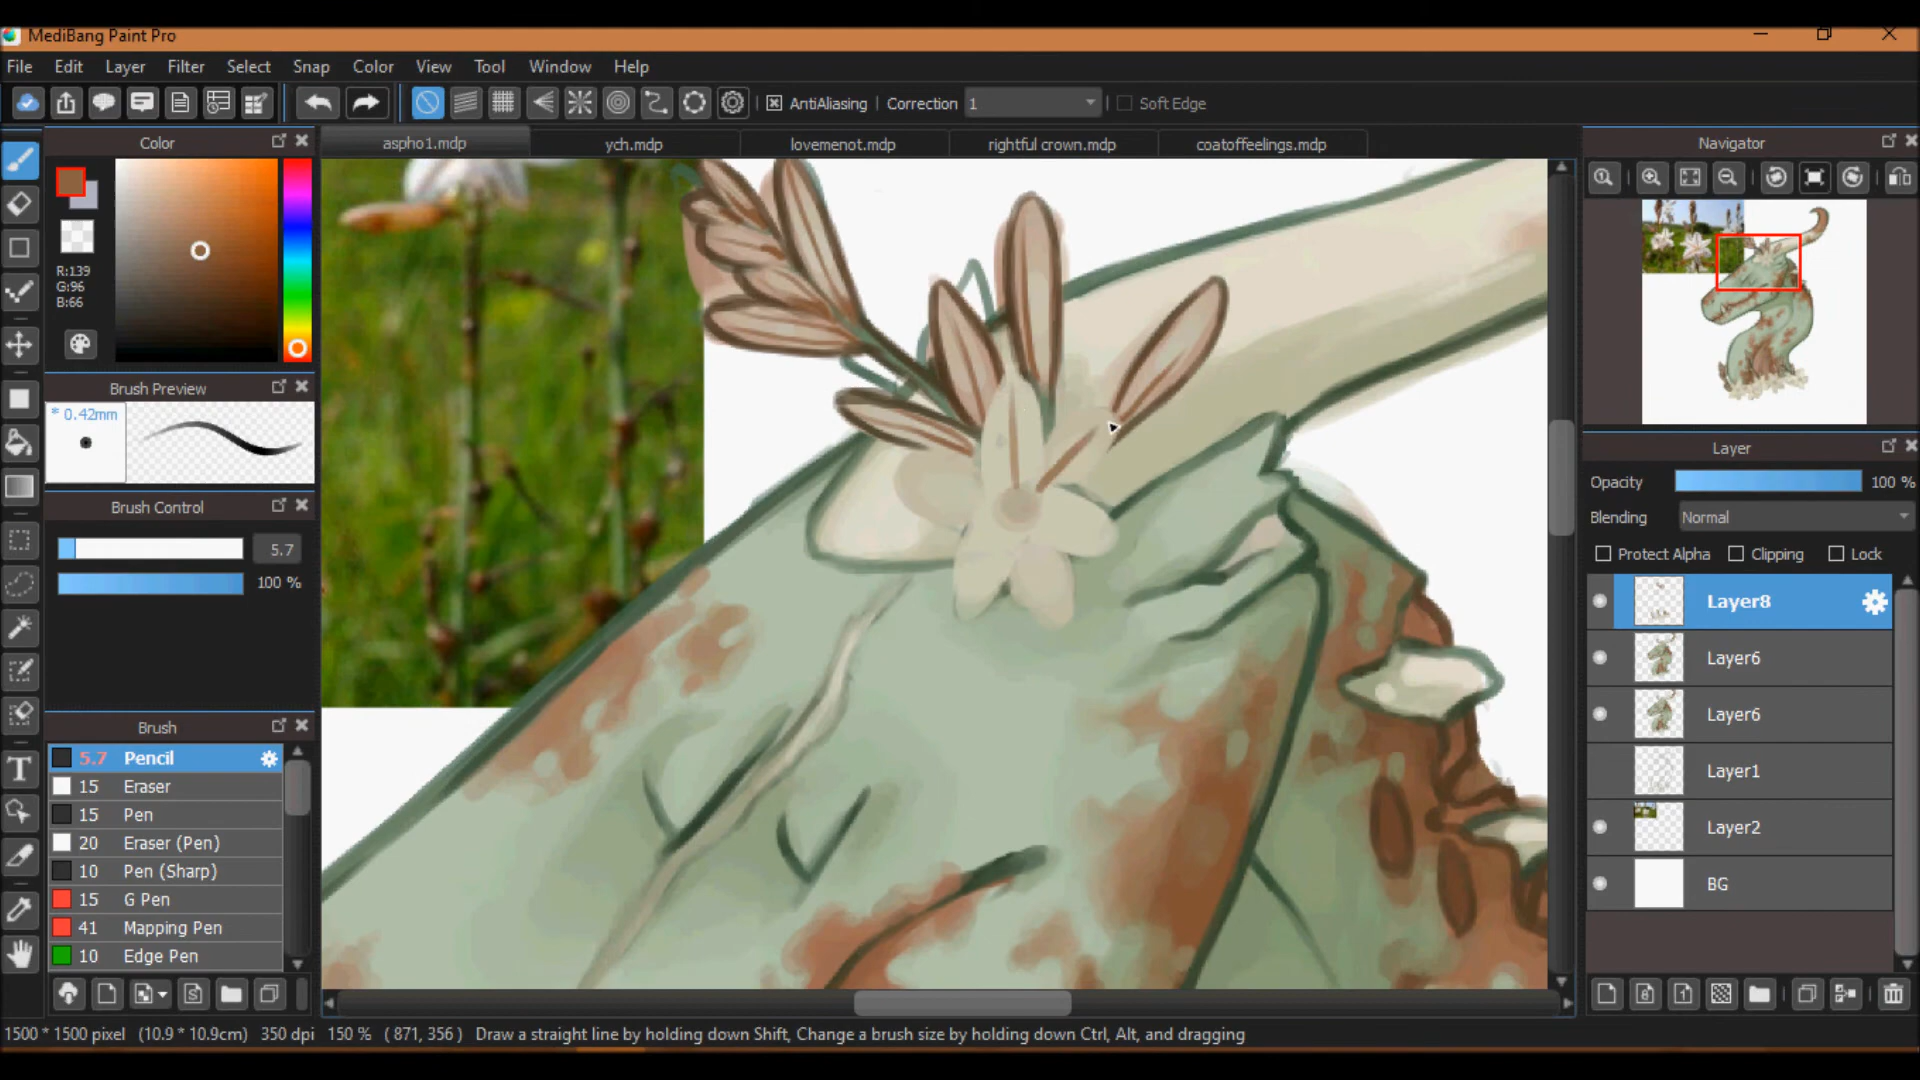 MediBang Paint Pro
File Edit Layer Filter Select Snap Color View Tool Window Help
AntiAliasing Correction 1 Soft Edge
aspho1.mdp ych.mdp lovemenot.mdp rightful crown.mdp coatoffeelings.mdp
Color
R:139
G:96
B:66
Brush Preview
* 0.42mm
Brush Control
5.7
100 %
Brush
5.7 Pencil
15 Eraser
15 Pen
20 Eraser (Pen)
10 Pen (Sharp)
15 G Pen
41 Mapping Pen
10 Edge Pen
Navigator
Layer
Opacity 100 %
Blending Normal
Protect Alpha Clipping Lock
Layer8
Layer6
Layer6
Layer1
Layer2
BG
1500 * 1500 pixel (10.9 * 10.9cm) 350 dpi 150 % ( 871, 356 ) Draw a straight line by holding down Shift, Change a brush size by holding down Ctrl, Alt, and dragging